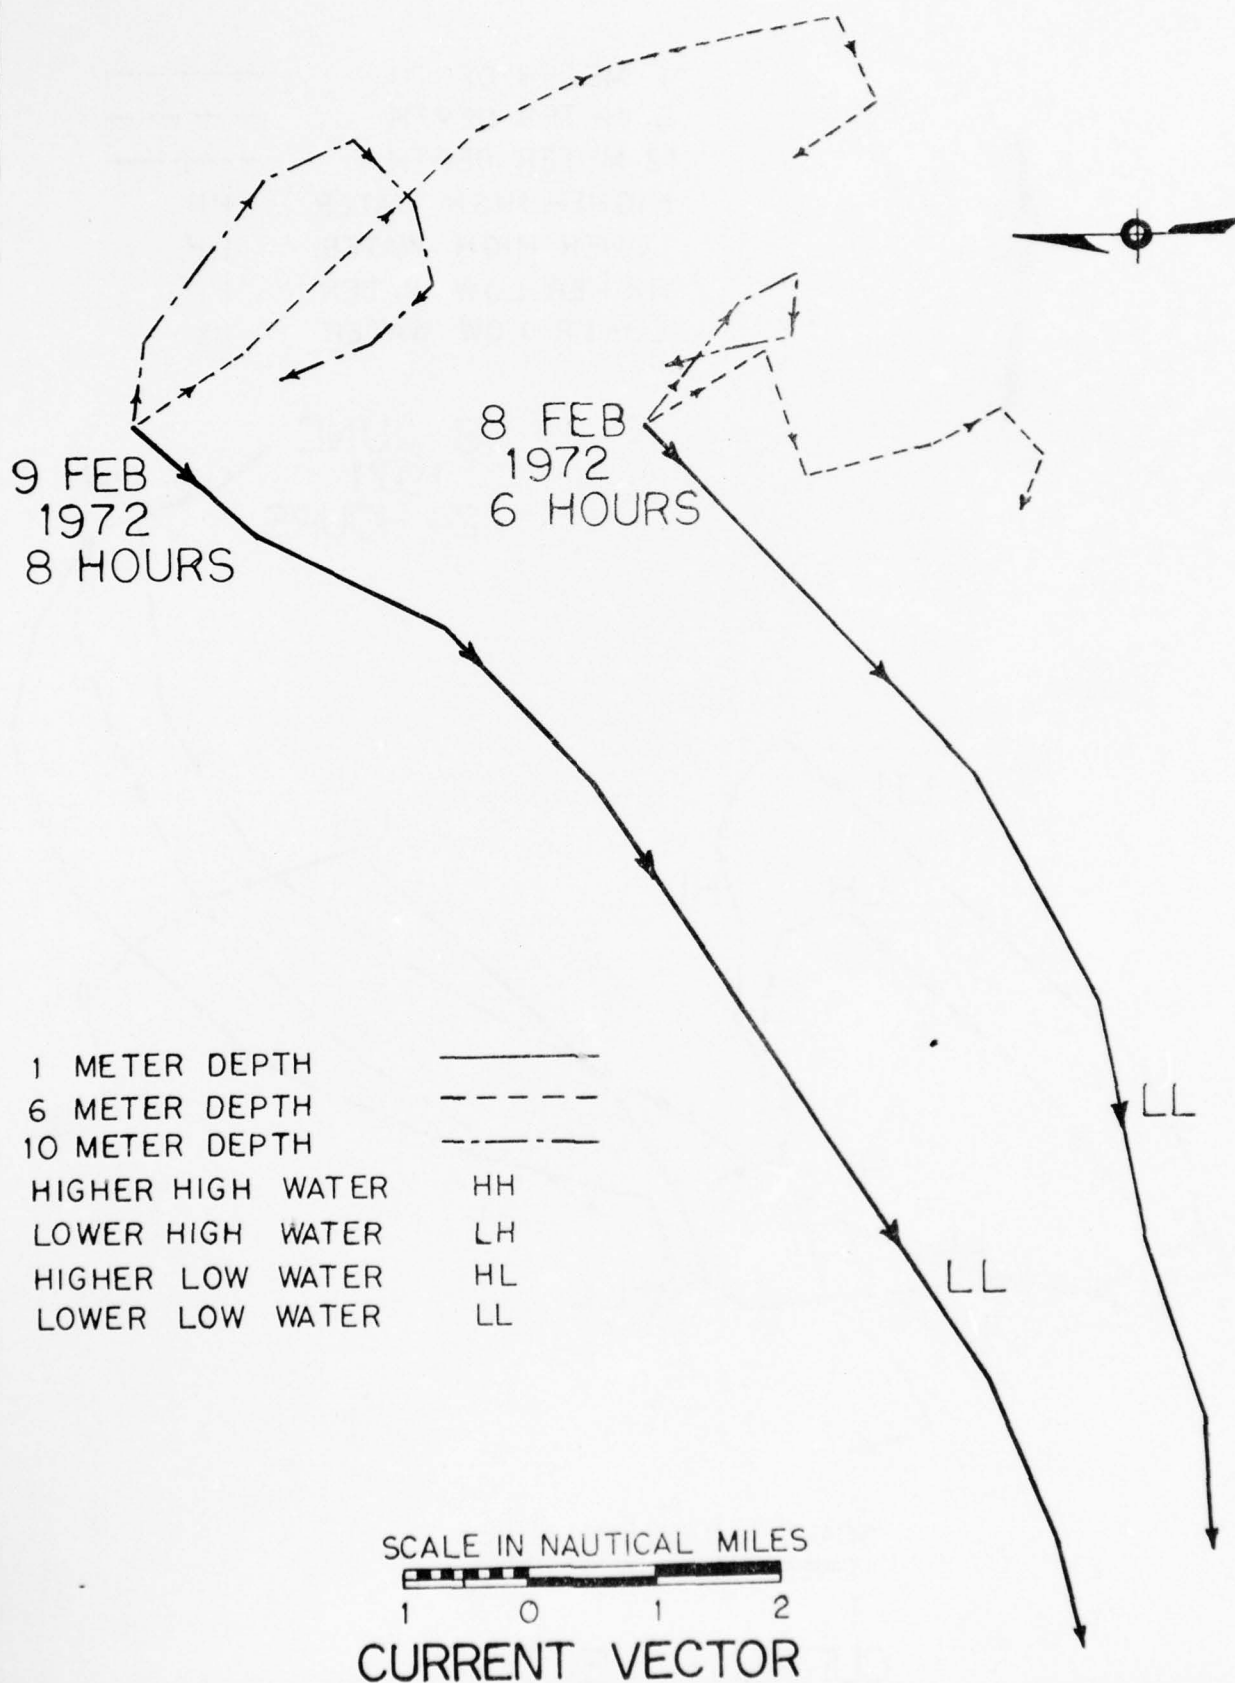 9 FEB
1972
8 HOURS
8 FEB
1972
6 HOURS
1 METER DEPTH
6 METER DEPTH
10 METER DEPTH
HIGHER HIGH WATER HH
LOWER HIGH WATER LH
HIGHER LOW WATER HL
LOWER LOW WATER LL
LL
LL
SCALE IN NAUTICAL MILES
1 0 1 2
CURRENT VECTOR